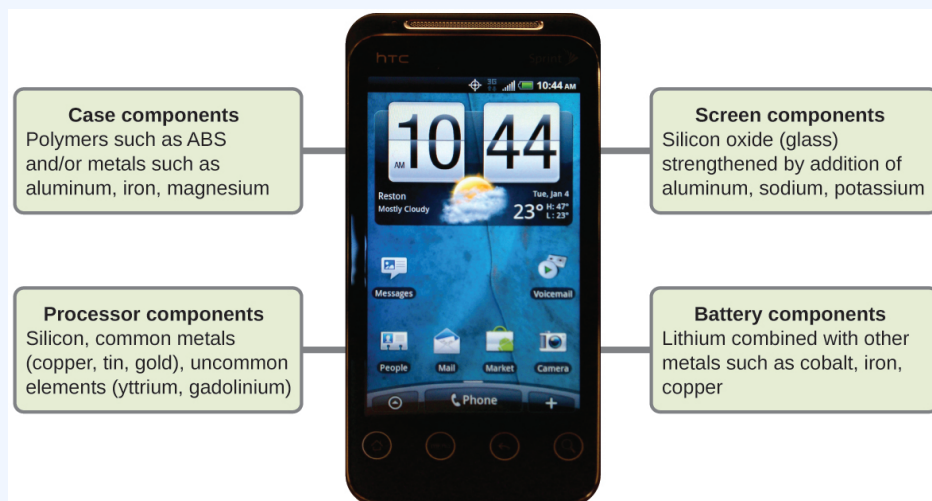 Case components
Polymers such as ABS
and/or metals such as
aluminum, iron, magnesium
Processor components
Silicon, common metals
(copper, tin, gold), uncommon
elements (yttrium, gadolinium)
hTC
Sprint
3G
10:44 AM
10 44
AM
Reston
Mostly Cloudy
Tue, Jan 4
23° H: 47°
L: 23°
Messages
Voicemail
People
Mail
Market
Camera
Phone
Screen components
Silicon oxide (glass)
strengthened by addition of
aluminum, sodium, potassium
Battery components
Lithium combined with other
metals such as cobalt, iron,
copper